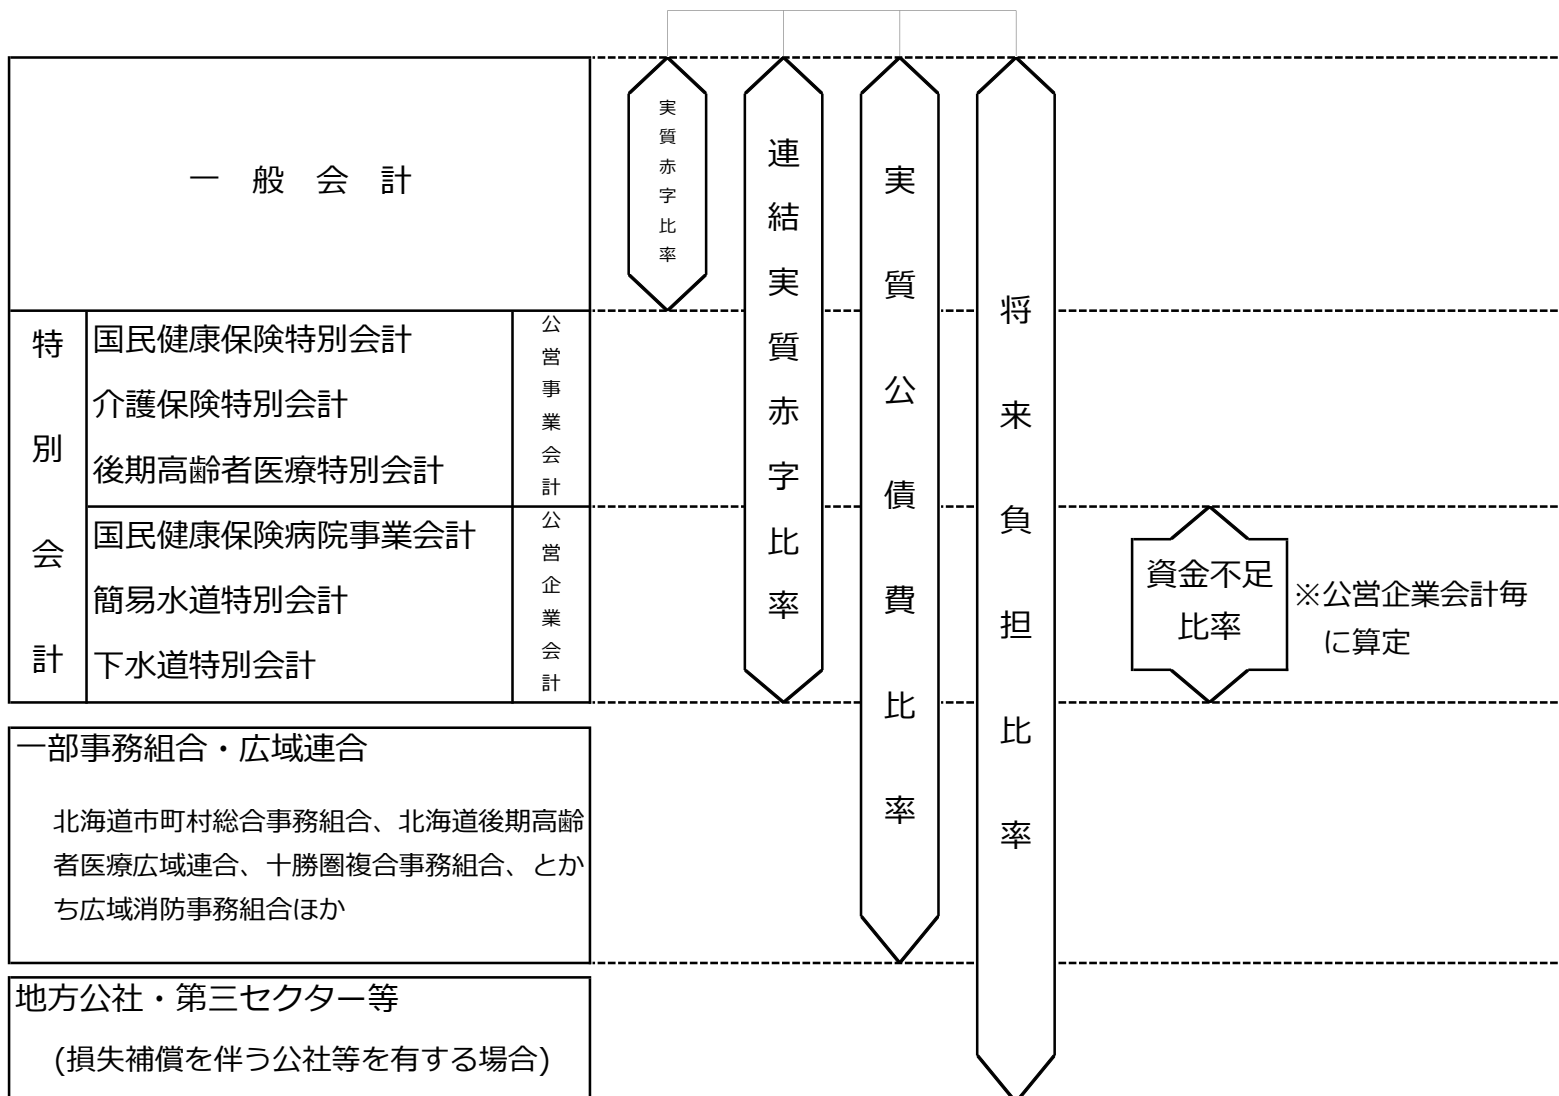 一般会計
特別会計
国民健康保険特別会計
介護保険特別会計
後期高齢者医療特別会計
公営事業会計
国民健康保険病院事業会計
簡易水道特別会計
下水道特別会計
公営企業会計
一部事務組合・広域連合
北海道市町村総合事務組合、北海道後期高齢
者医療広域連合、十勝圏複合事務組合、とか
ち広域消防事務組合ほか
地方公社・第三セクター等
(損失補償を伴う公社等を有する場合)
実質赤字比率
連結実質赤字比率
実質公債費比率
将来負担比率
資金不足
比率
※公営企業会計毎
に算定